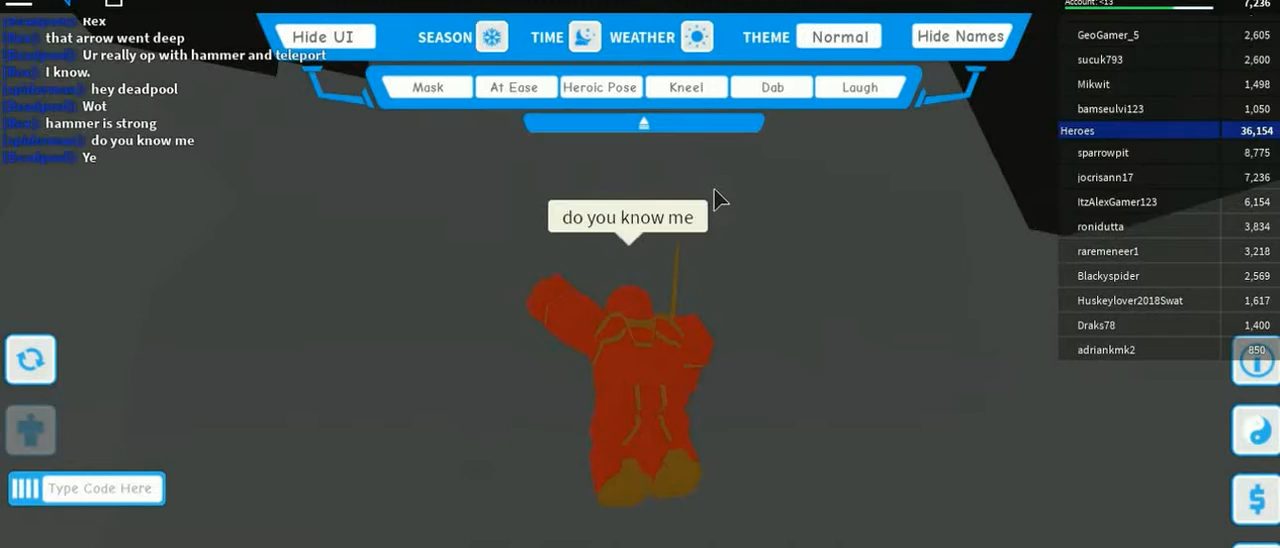 Rex
that arrow went deep
Ur really op with hammer and teleport
I know.
hey deadpool
Wot
hammer is strong
do you know me
Ye
Hide UI
SEASON
TIME
WEATHER
THEME
Normal
Hide Names
Mask
At Ease
Heroic Pose
Kneel
Dab
Laugh
do you know me
Type Code Here
Account: <13
7,236
GeoGamer_5 2,605
sucuk793 2,600
Mikwit 1,498
bamseulvi123 1,050
Heroes 36,154
sparrowpit 8,775
jocrisann17 7,236
ItzAlexGamer123 6,154
ronidutta 3,834
raremeneer1 3,218
Blackyspider 2,569
Huskeylover2018Swat 1,617
Draks78 1,400
adriankmk2 850